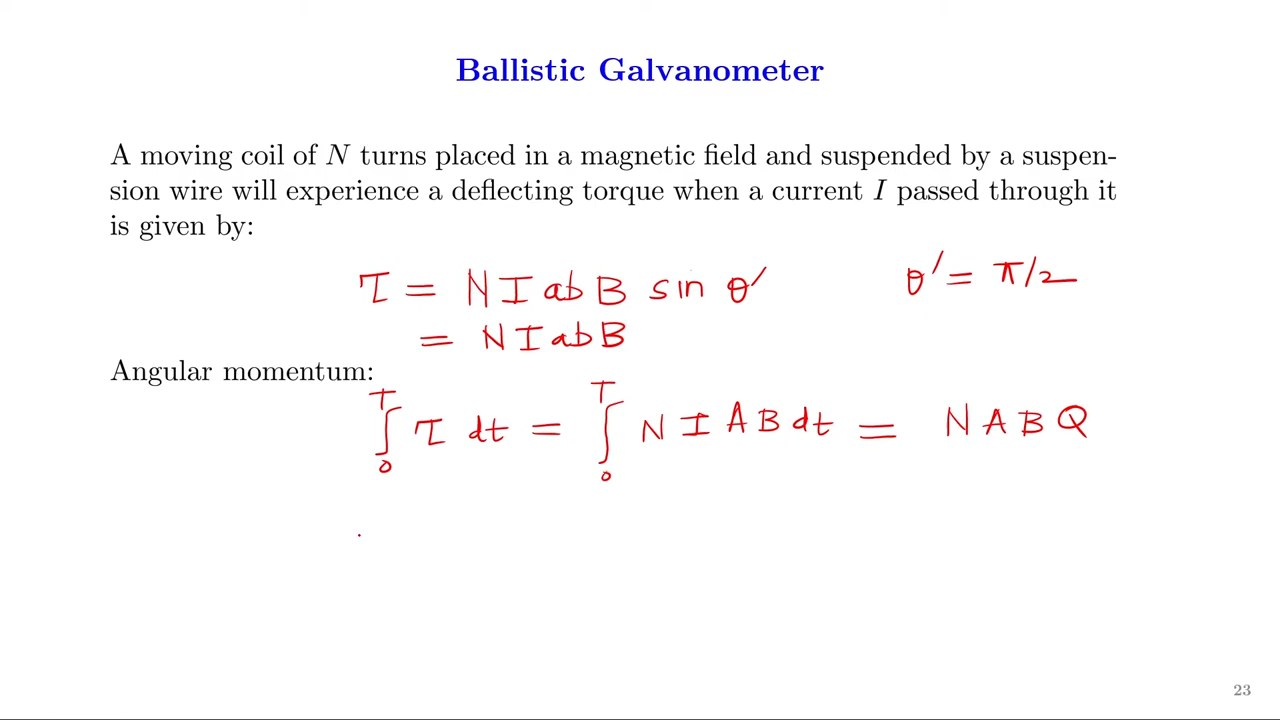 Ballistic Galvanometer
A moving coil of N turns placed in a magnetic field and suspended by a suspen-
sion wire will experience a deflecting torque when a current I passed through it
is given by:
τ = N I ab B sin θ′ θ′ = π/2
= N I ab B
Angular momentum:
∫₀ᵀ τ dt = ∫₀ᵀ N I A B dt = N A B Q
23